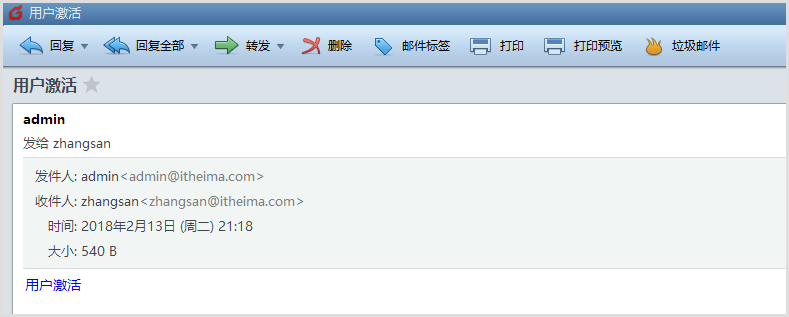 用户激活
回复 回复全部 转发 删除 邮件标签 打印 打印预览 垃圾邮件
用户激活
admin
发给 zhangsan
发件人: admin<admin@itheima.com>
收件人: zhangsan<zhangsan@itheima.com>
时间: 2018年2月13日 (周二) 21:18
大小: 540 B
用户激活